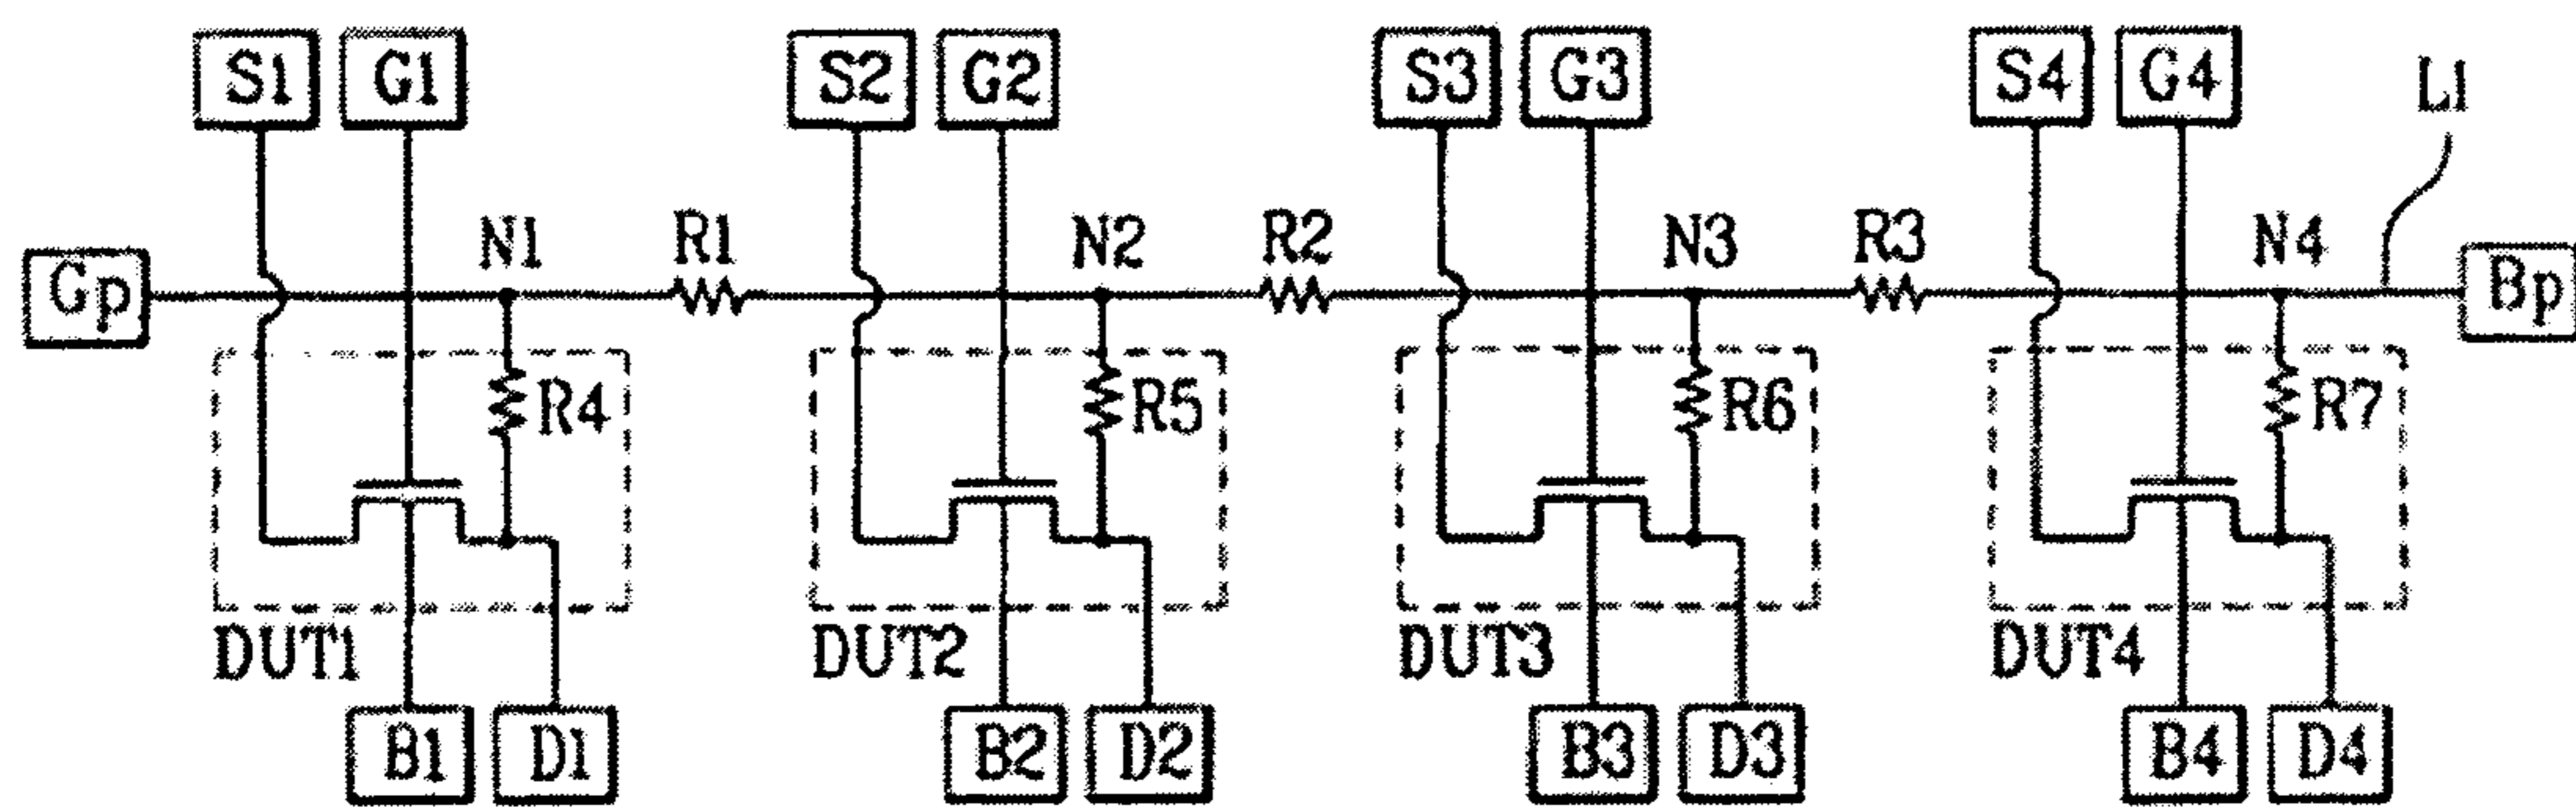 S1 G1 S2 G2 S3 G3 S4 G4 L1
N1 R1 N2 R2 N3 R3 N4
Gp Bp
R4 R5 R6 R7
DUT1 DUT2 DUT3 DUT4
B1 D1 B2 D2 B3 D3 B4 D4